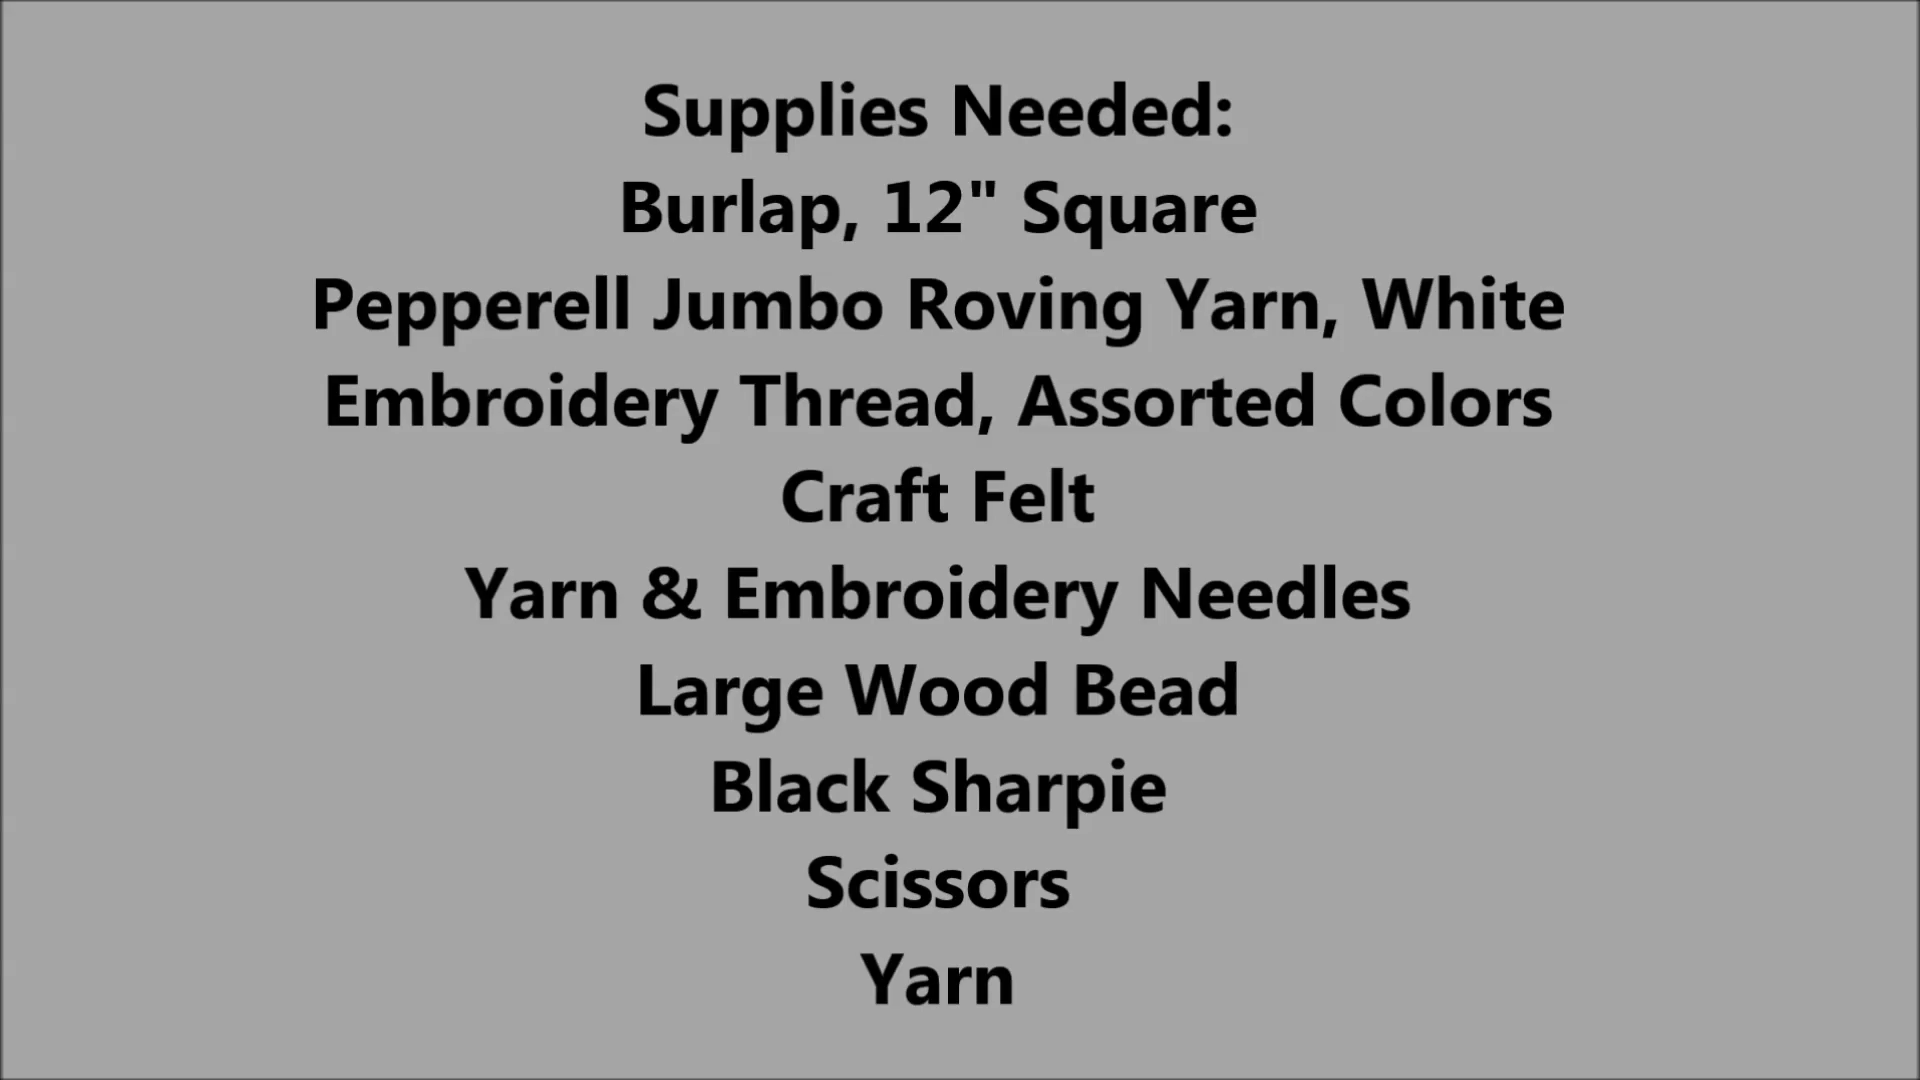 Supplies Needed:
Burlap, 12" Square
Pepperell Jumbo Roving Yarn, White
Embroidery Thread, Assorted Colors
Craft Felt
Yarn & Embroidery Needles
Large Wood Bead
Black Sharpie
Scissors
Yarn